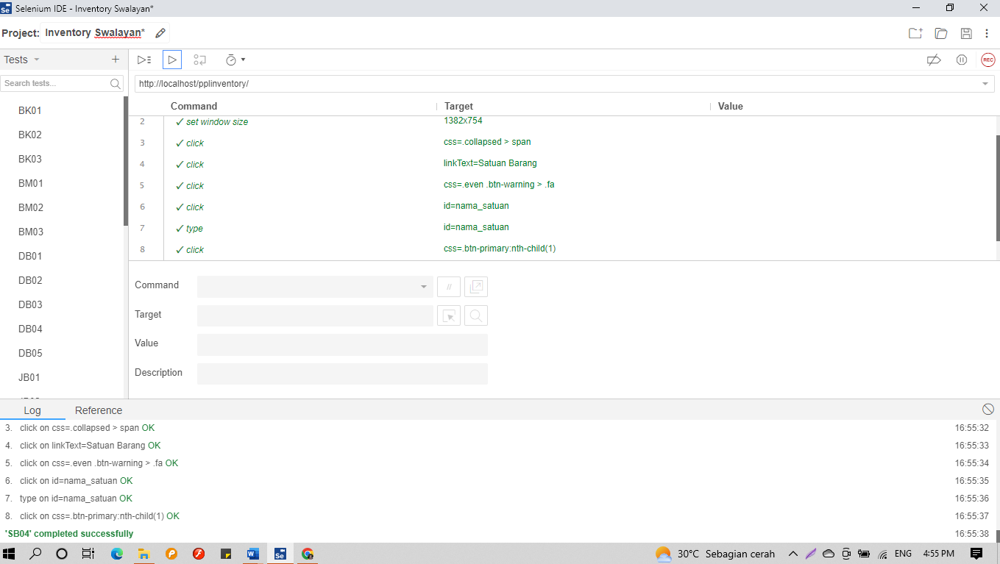 Selenium IDE - Inventory Swalayan*
Project: Inventory Swalayan*
Tests
http://localhost/pplinventory/
Search tests...
Command Target Value
BK01
BK02
BK03
BM01
BM02
BM03
DB01
DB02
DB03
DB04
DB05
JB01
2 ✓ set window size 1382x754
3 ✓ click css=.collapsed > span
4 ✓ click linkText=Satuan Barang
5 ✓ click css=.even .btn-warning > .fa
6 ✓ click id=nama_satuan
7 ✓ type id=nama_satuan
8 ✓ click css=.btn-primary:nth-child(1)
Command //
Target
Value
Description
REC
Log Reference
3. click on css=.collapsed > span OK 16:55:32
4. click on linkText=Satuan Barang OK 16:55:33
5. click on css=.even .btn-warning > .fa OK 16:55:34
6. click on id=nama_satuan OK 16:55:35
7. type on id=nama_satuan OK 16:55:36
8. click on css=.btn-primary:nth-child(1) OK 16:55:37
'SB04' completed successfully 16:55:38
30°C Sebagian cerah ENG 4:55 PM